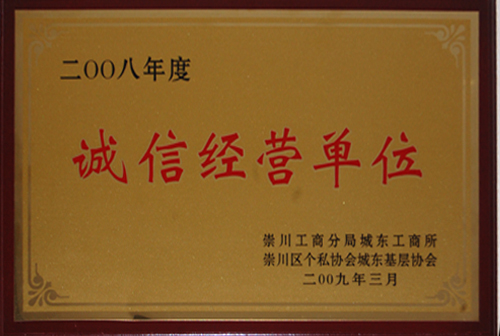 二OO八年度
诚信经营单位
崇川工商分局城东工商所
崇川区个私协会城东基层协会
二OO九年三月